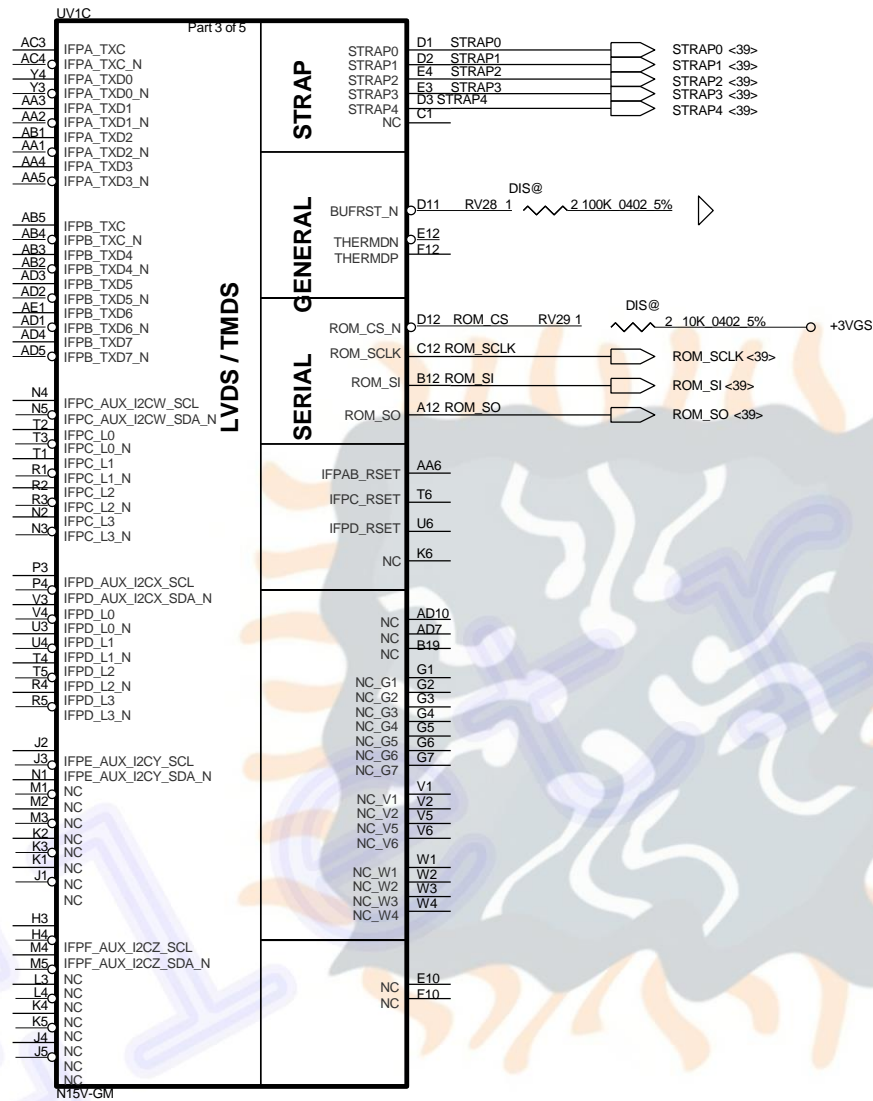 UV1C
Part 3 of 5
AC3 IFPA_TXC
AC4 IFPA_TXC_N
Y4 IFPA_TXD0
Y3 IFPA_TXD0_N
AA3 IFPA_TXD1
AA2 IFPA_TXD1_N
AB1 IFPA_TXD2
AA1 IFPA_TXD2_N
AA4 IFPA_TXD3
AA5 IFPA_TXD3_N
AB5 IFPB_TXC
AB4 IFPB_TXC_N
AB3 IFPB_TXD4
AB2 IFPB_TXD4_N
AD3 IFPB_TXD5
AD2 IFPB_TXD5_N
AE1 IFPB_TXD6
AD1 IFPB_TXD6_N
AD4 IFPB_TXD7
AD5 IFPB_TXD7_N
N4 IFPC_AUX_I2CW_SCL
N5 IFPC_AUX_I2CW_SDA_N
T2 IFPC_L0
T3 IFPC_L0_N
T1 IFPC_L1
R1 IFPC_L1_N
R2 IFPC_L2
R3 IFPC_L2_N
N2 IFPC_L3
N3 IFPC_L3_N
P3 IFPD_AUX_I2CX_SCL
P4 IFPD_AUX_I2CX_SDA_N
V3 IFPD_L0
V4 IFPD_L0_N
U3 IFPD_L1
U4 IFPD_L1_N
T4 IFPD_L2
T5 IFPD_L2_N
R4 IFPD_L3
R5 IFPD_L3_N
J2 IFPE_AUX_I2CY_SCL
J3 IFPE_AUX_I2CY_SDA_N
N1 NC
M1 NC
M2 NC
M3 NC
K2 NC
K3 NC
K1 NC
J1 NC
H3 IFPF_AUX_I2CZ_SCL
H4 IFPF_AUX_I2CZ_SDA_N
M4 NC
M5 NC
L3 NC
L4 NC
K4 NC
K5 NC
J4 NC
J5 NC
LVDS / TMDS
STRAP
STRAP0 D1 STRAP0 STRAP0 <39>
STRAP1 D2 STRAP1 STRAP1 <39>
STRAP2 E4 STRAP2 STRAP2 <39>
STRAP3 E3 STRAP3 STRAP3 <39>
STRAP4 D3 STRAP4 STRAP4 <39>
NC C1
GENERAL
DIS@
BUFRST_N D11 RV28 1 2 100K_0402_5%
THERMDN E12
THERMDP F12
SERIAL
DIS@
ROM_CS_N D12 ROM_CS RV29 1 2 10K_0402_5% +3VGS
ROM_SCLK C12 ROM_SCLK ROM_SCLK <39>
ROM_SI B12 ROM_SI ROM_SI <39>
ROM_SO A12 ROM_SO ROM_SO <39>
IFPAB_RSET AA6
IFPC_RSET T6
IFPD_RSET U6
NC K6
NC AD10
NC AD7
NC B19
NC_G1 G1
NC_G2 G2
NC_G3 G3
NC_G4 G4
NC_G5 G5
NC_G6 G6
NC_G7 G7
NC_V1 V1
NC_V2 V2
NC_V5 V5
NC_V6 V6
NC_W1 W1
NC_W2 W2
NC_W3 W3
NC_W4 W4
NC E10
NC F10
N15V-GM